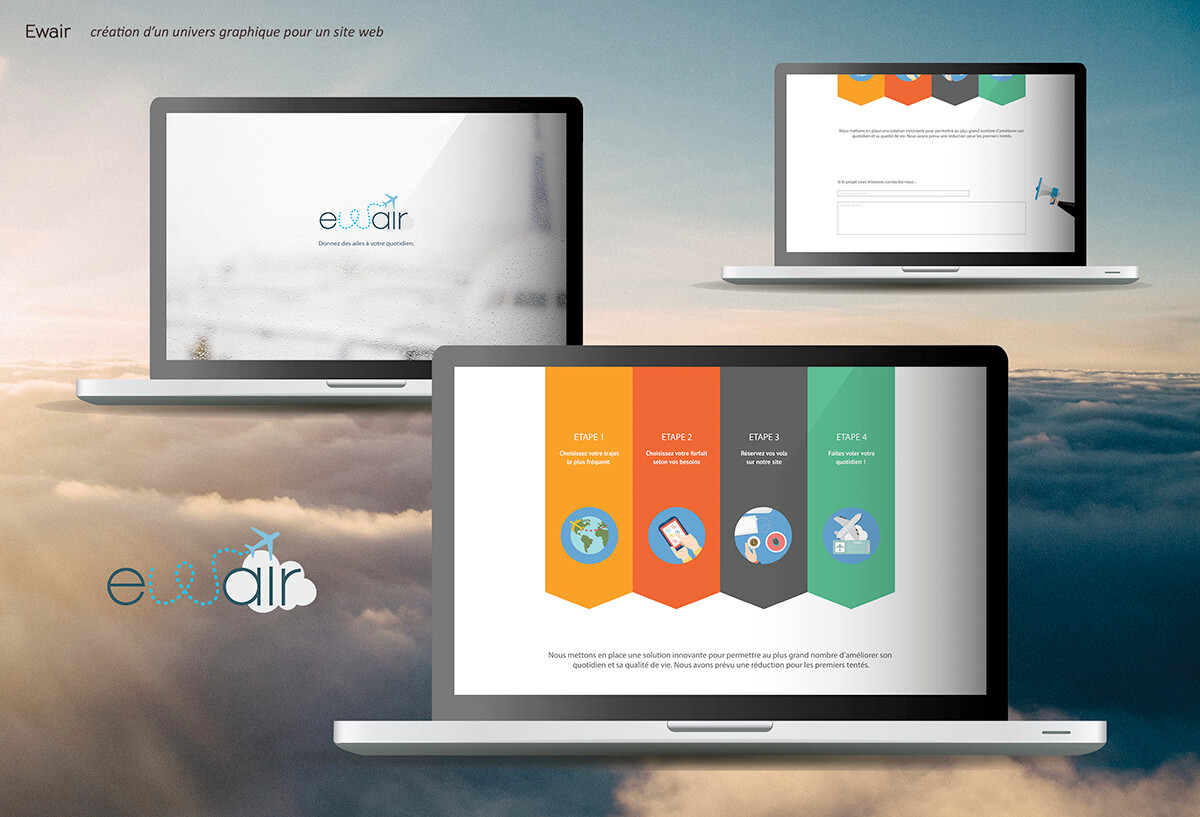 Ewair création d'un univers graphique pour un site web
ewair
Donnez des ailes à votre quotidien.
Nous mettons en place une solution innovante pour permettre au plus grand nombre d'améliorer son
quotidien et sa qualité de vie. Nous avons prévu une réduction pour les premiers tentés.
Si le projet vous intéresse, contactez-nous :
ETAPE 1
Choisissez votre trajet
le plus fréquent
ETAPE 2
Choisissez votre forfait
selon vos besoins
ETAPE 3
Réservez vos vols
sur notre site
ETAPE 4
Faites voler votre
quotidien !
Nous mettons en place une solution innovante pour permettre au plus grand nombre d'améliorer son
quotidien et sa qualité de vie. Nous avons prévu une réduction pour les premiers tentés.
ewair